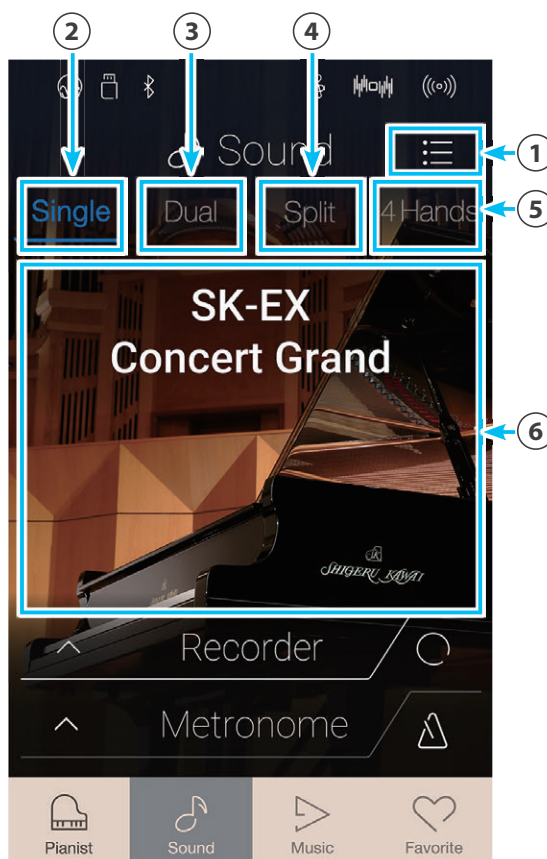 2 3 4
Sound
1
Single Dual Split 4 Hands
5
SK-EX
Concert Grand
6
SK
SHIGERU KAWAI
Recorder
Metronome
Pianist Sound Music Favorite